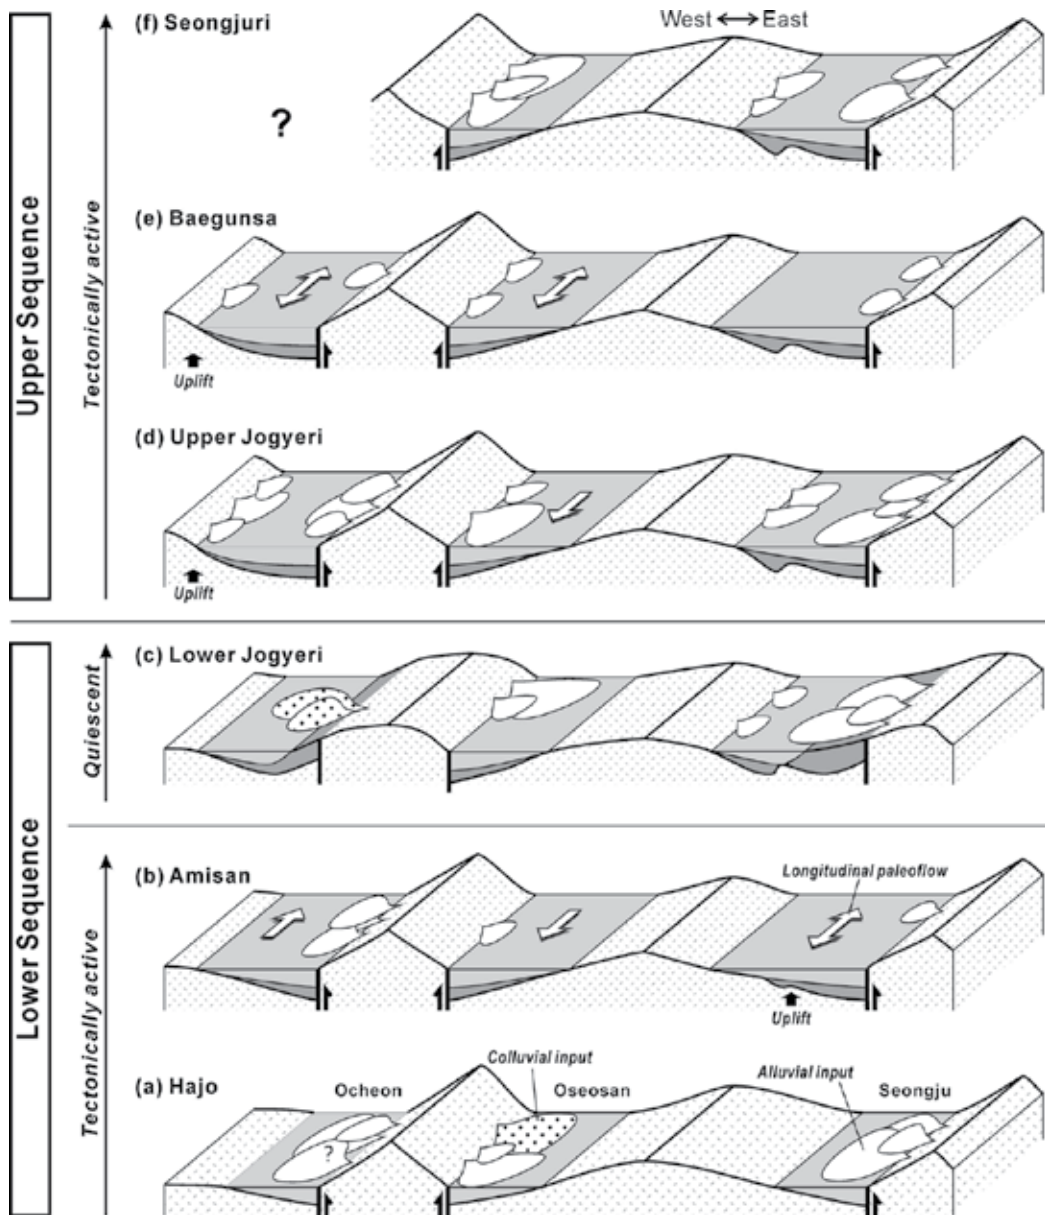 (f) Seongjuri
West
East
?
(e) Baegunsa
Uplift
(d) Upper Jogyeri
Uplift
Upper Sequence
Tectonically active
(c) Lower Jogyeri
Quiescent
(b) Amisan
Longitudinal paleoflow
Uplift
(a) Hajo
Colluvial input
Alluvial input
Ocheon
Oseosan
Seongju
?
Lower Sequence
Tectonically active